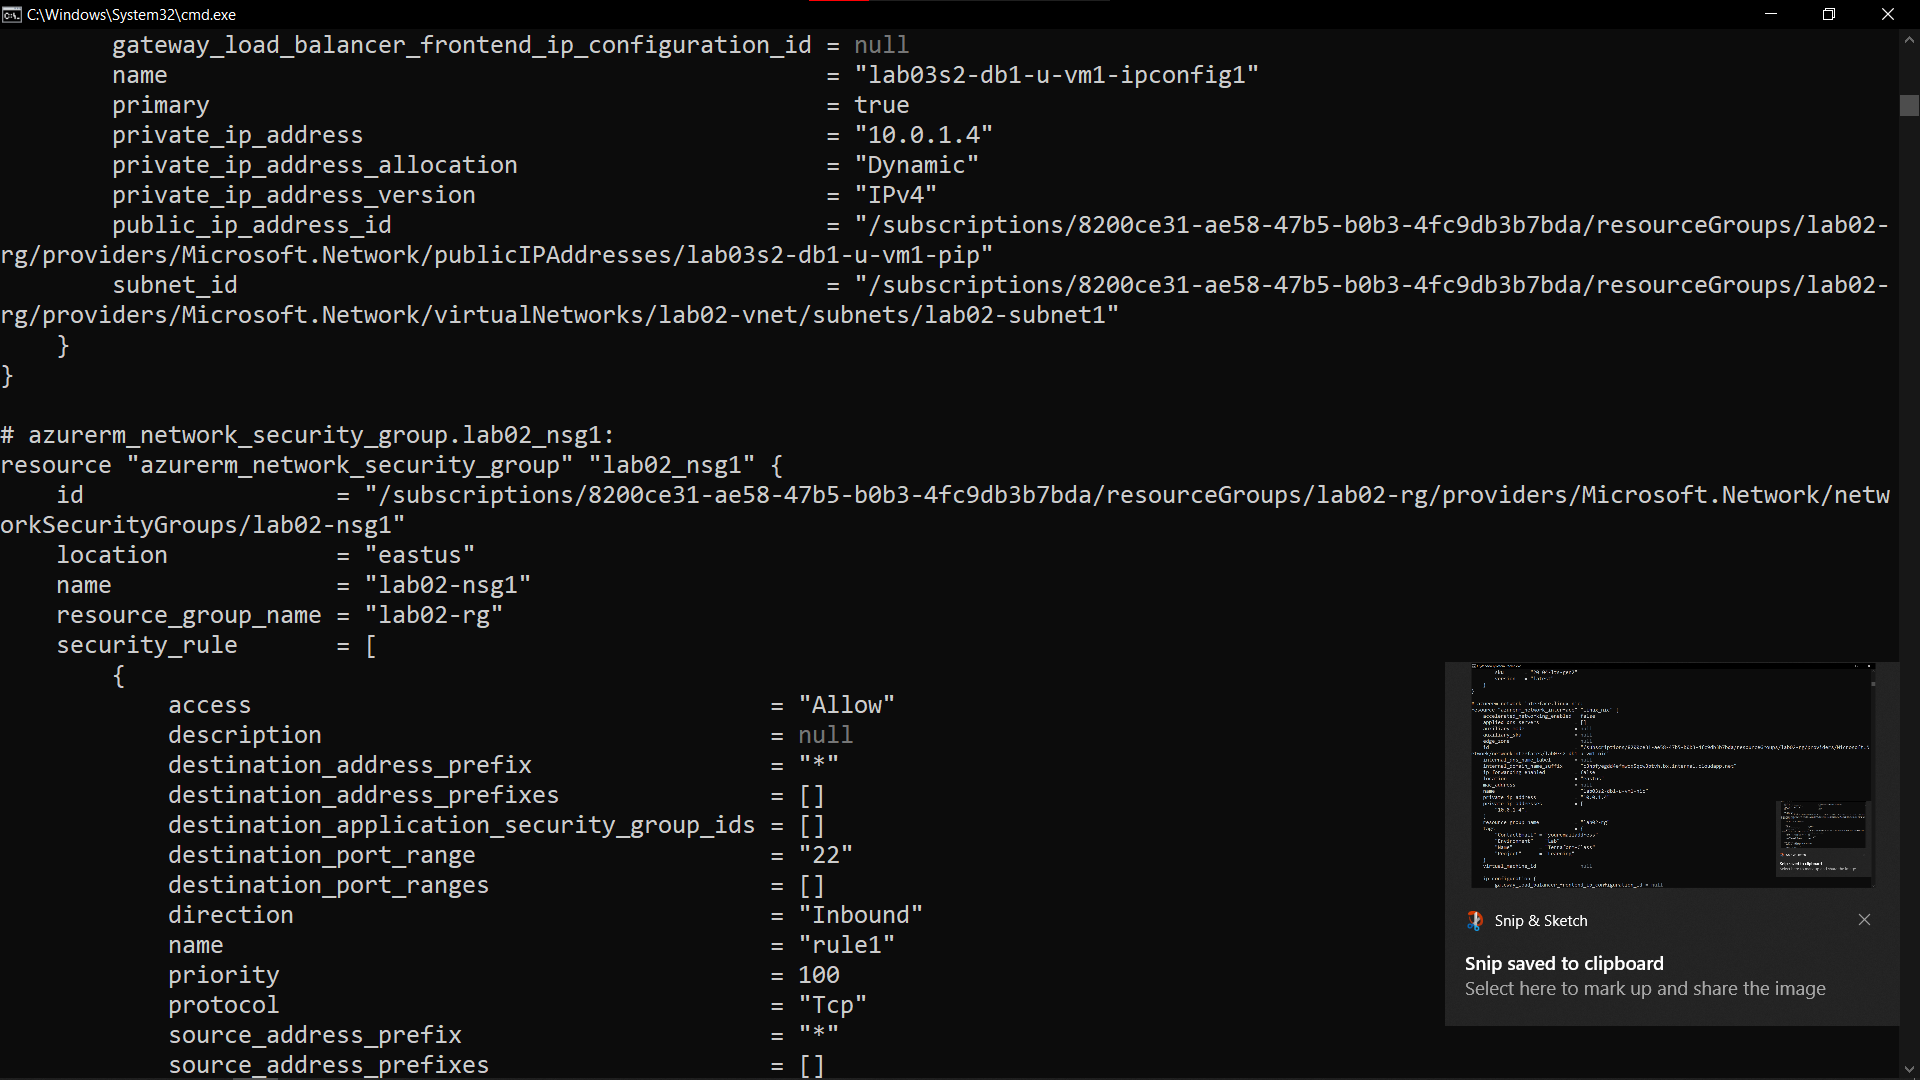 C:\Windows\System32\cmd.exe
        gateway_load_balancer_frontend_ip_configuration_id = null
        name                                               = "lab03s2-db1-u-vm1-ipconfig1"
        primary                                            = true
        private_ip_address                                 = "10.0.1.4"
        private_ip_address_allocation                      = "Dynamic"
        private_ip_address_version                         = "IPv4"
        public_ip_address_id                               = "/subscriptions/8200ce31-ae58-47b5-b0b3-4fc9db3b7bda/resourceGroups/lab02-
rg/providers/Microsoft.Network/publicIPAddresses/lab03s2-db1-u-vm1-pip"
        subnet_id                                          = "/subscriptions/8200ce31-ae58-47b5-b0b3-4fc9db3b7bda/resourceGroups/lab02-
rg/providers/Microsoft.Network/virtualNetworks/lab02-vnet/subnets/lab02-subnet1"
    }
}
# azurerm_network_security_group.lab02_nsg1:
resource "azurerm_network_security_group" "lab02_nsg1" {
    id                  = "/subscriptions/8200ce31-ae58-47b5-b0b3-4fc9db3b7bda/resourceGroups/lab02-rg/providers/Microsoft.Network/netw
orkSecurityGroups/lab02-nsg1"
    location            = "eastus"
    name                = "lab02-nsg1"
    resource_group_name = "lab02-rg"
    security_rule       = [
        {
            access                                     = "Allow"
            description                                = null
            destination_address_prefix                 = "*"
            destination_address_prefixes               = []
            destination_application_security_group_ids = []
            destination_port_range                     = "22"
            destination_port_ranges                    = []
            direction                                  = "Inbound"
            name                                       = "rule1"
            priority                                   = 100
            protocol                                   = "Tcp"
            source_address_prefix                      = "*"
            source_address_prefixes                    = []
Snip & Sketch
Snip saved to clipboard
Select here to mark up and share the image